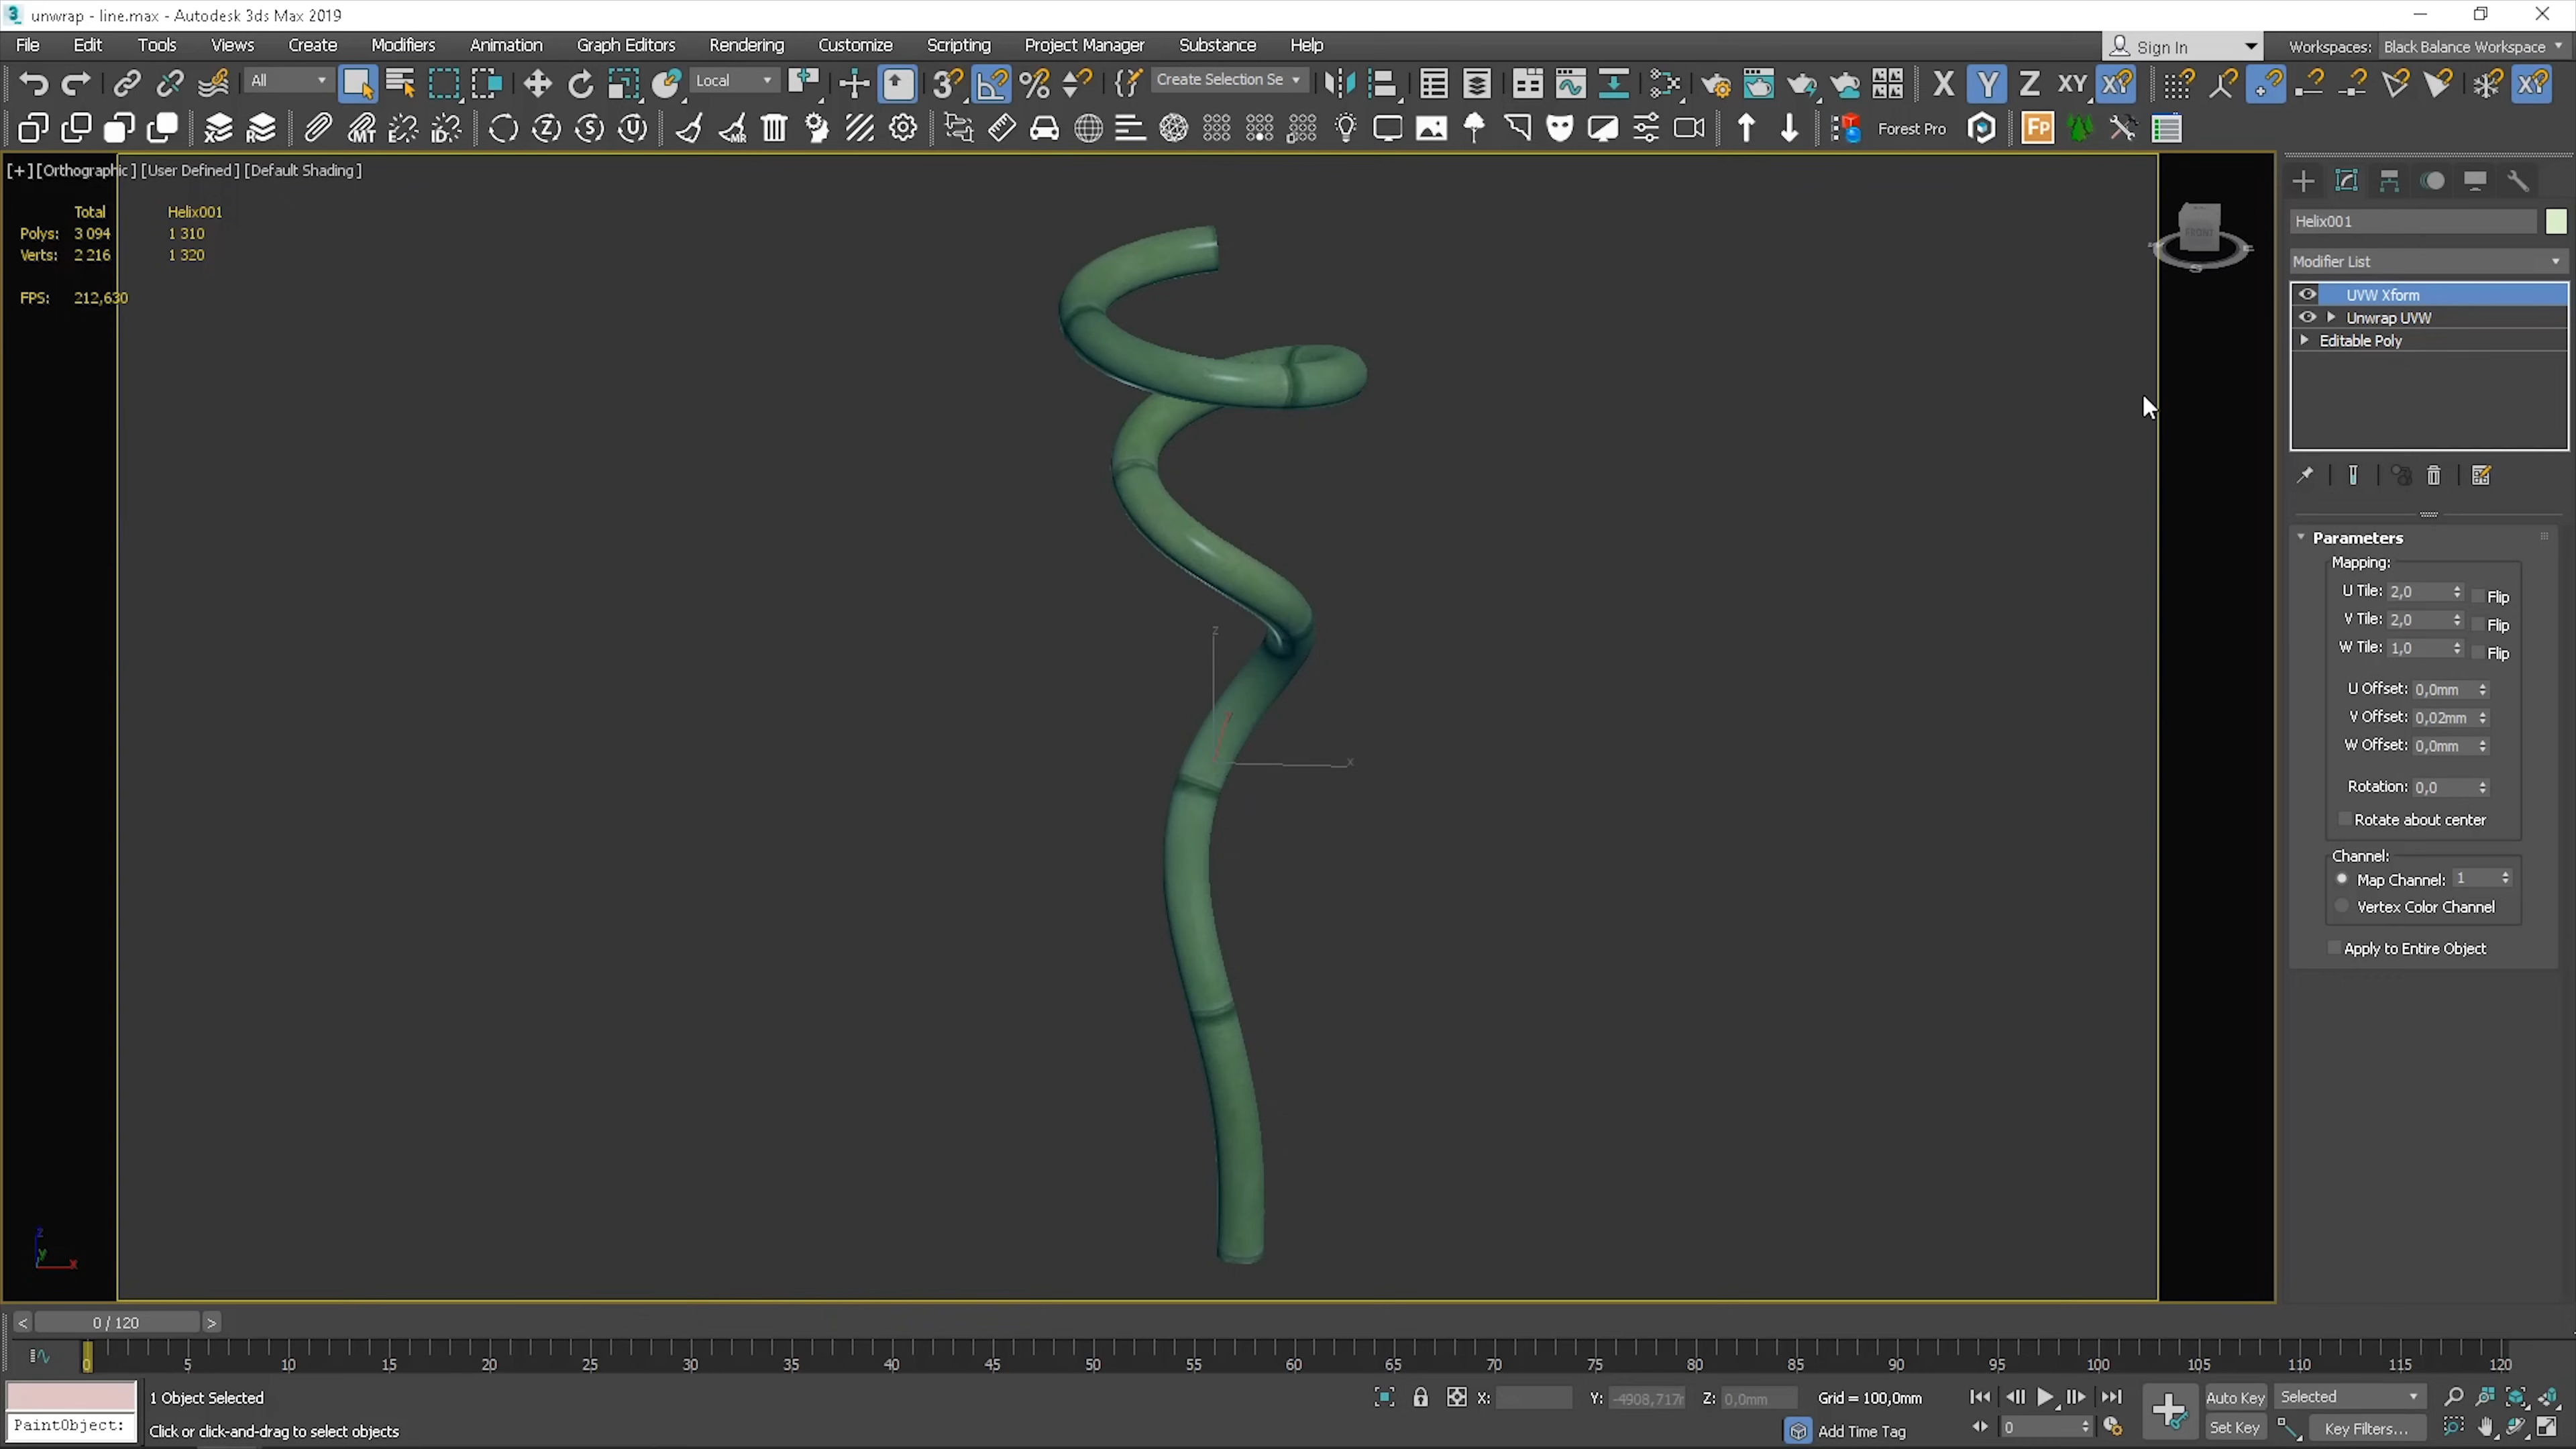 unwrap - line.max - Autodesk 3ds Max 2019
File Edit Tools Views Create Modifiers Animation Graph Editors Rendering Customize Scripting Project Manager Substance Help
Sign In Workspaces: Black Balance Workspace
All Local Create Selection Se X Y Z XY
Forest Pro
[+] [Orthographic] [User Defined] [Default Shading]
Total Helix001
Polys: 3 094 1 310
Verts: 2 216 1 320
FPS: 212,630
FRONT
Helix001
Modifier List
UVW Xform
Unwrap UVW
Editable Poly
Parameters
Mapping:
U Tile: 2,0 Flip
V Tile: 2,0 Flip
W Tile: 1,0 Flip
U Offset: 0,0mm
V Offset: 0,02mm
W Offset: 0,0mm
Rotation: 0,0
Rotate about center
Channel:
Map Channel: 1
Vertex Color Channel
Apply to Entire Object
z
x
z
y
x
< 0 / 120 >
0 5 10 15 20 25 30 35 40 45 50 55 60 65 70 75 80 85 90 95 100 105 110 115 120
1 Object Selected X: Y: -4908,717 Z: 0,0mm Grid = 100,0mm Auto Key Selected
PaintObject: Click or click-and-drag to select objects Add Time Tag 0 Set Key Key Filters...